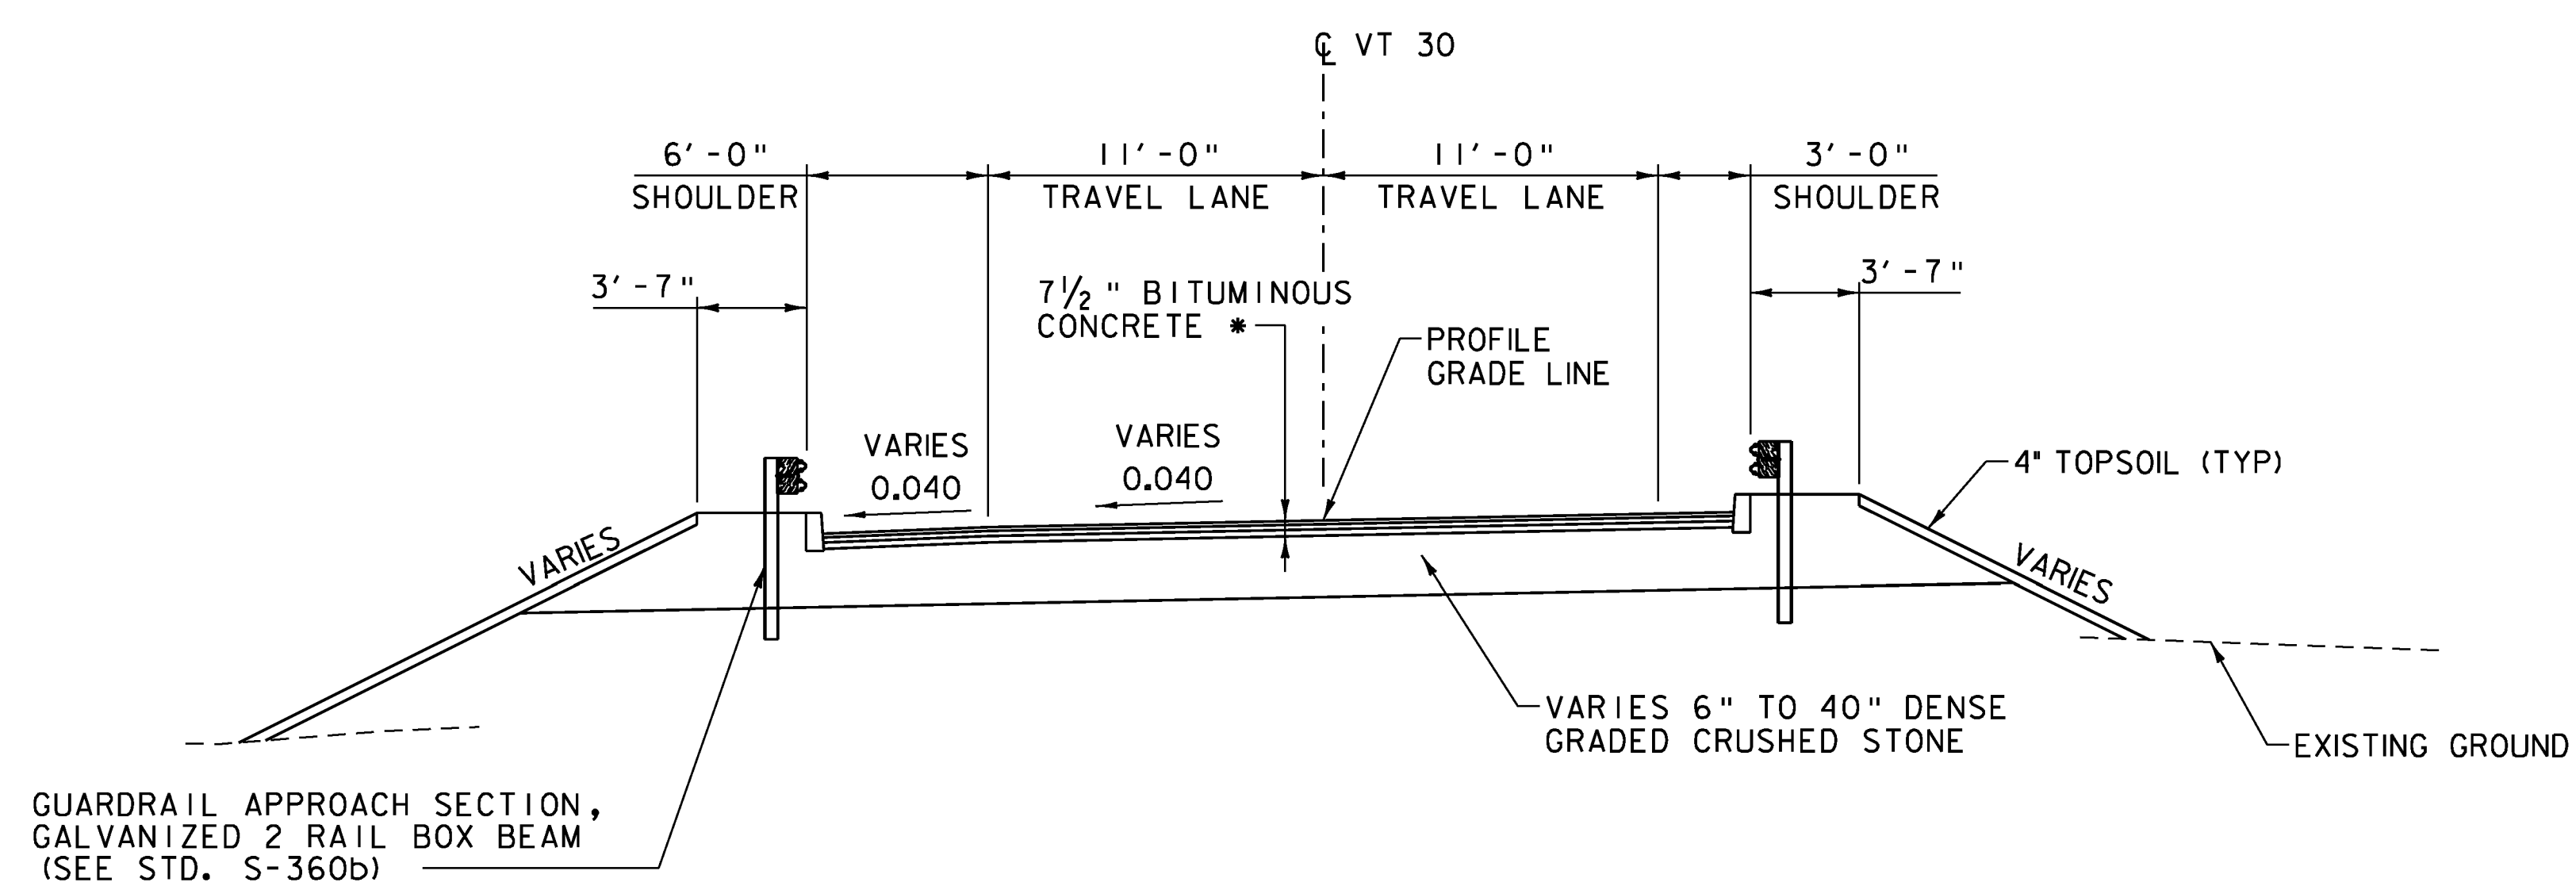 ℄ VT 30
6'-0"
SHOULDER
11'-0"
TRAVEL LANE
11'-0"
TRAVEL LANE
3'-0"
SHOULDER
3'-7"
3'-7"
7½" BITUMINOUS
CONCRETE *
PROFILE
GRADE LINE
VARIES
0.040
VARIES
0.040
4" TOPSOIL (TYP)
VARIES
VARIES
VARIES 6" TO 40" DENSE
GRADED CRUSHED STONE
EXISTING GROUND
GUARDRAIL APPROACH SECTION,
GALVANIZED 2 RAIL BOX BEAM
(SEE STD. S-360b)